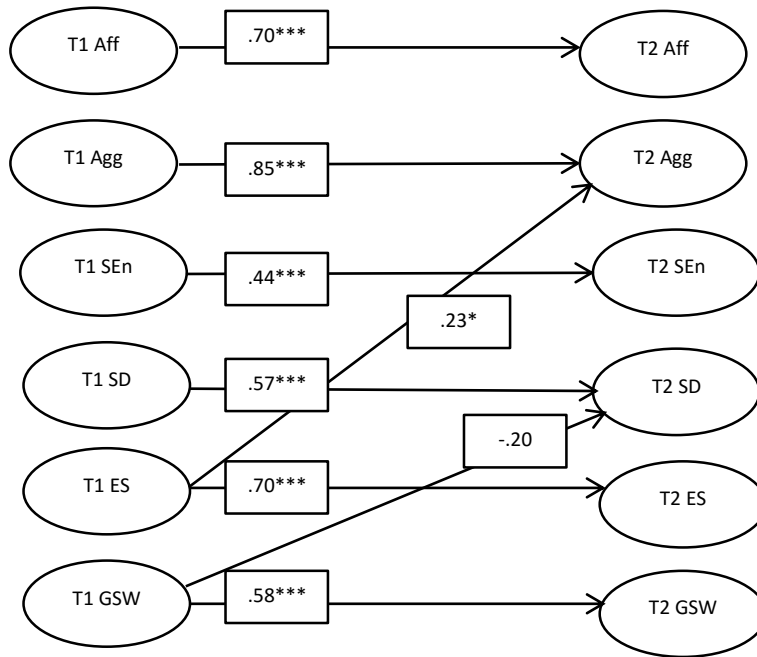 T1 Aff
.70***
T2 Aff
T1 Agg
.85***
T2 Agg
T1 SEn
.44***
T2 SEn
.23*
T1 SD
.57***
T2 SD
-.20
T1 ES
.70***
T2 ES
T1 GSW
.58***
T2 GSW